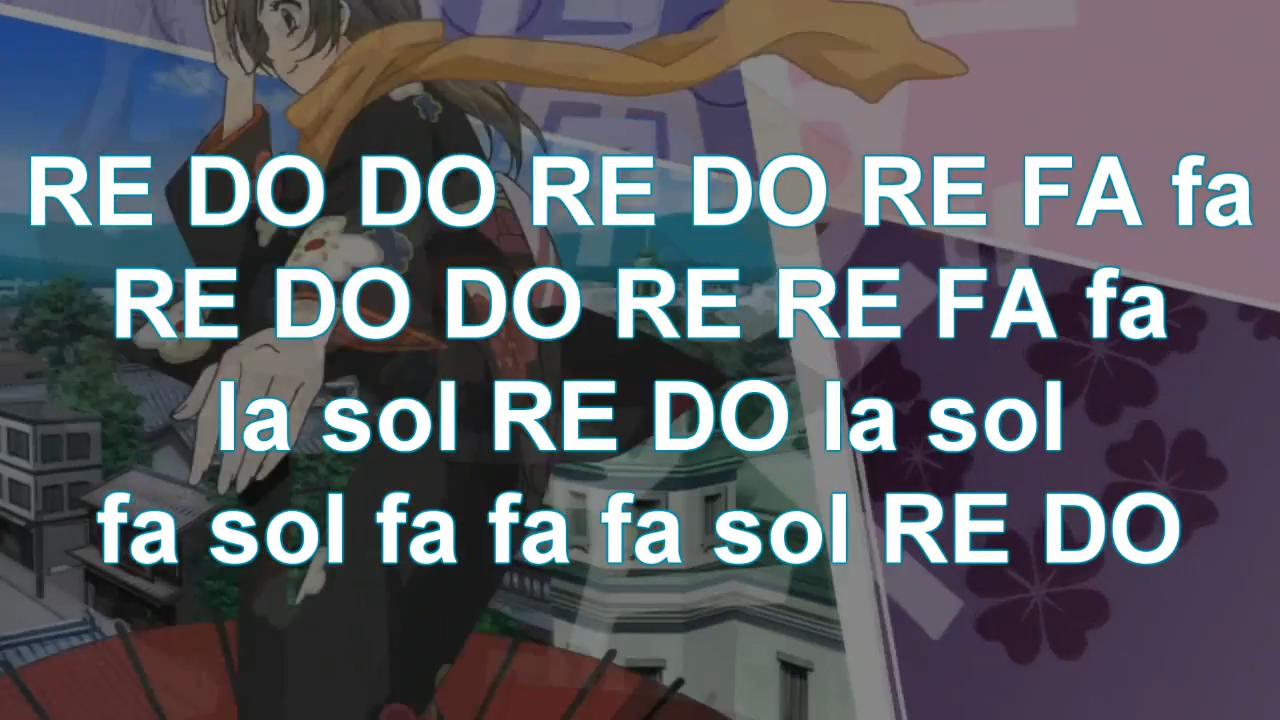 RE DO DO RE DO RE FA fa
RE DO DO RE RE FA fa
la sol RE DO la sol
fa sol fa fa fa sol RE DO